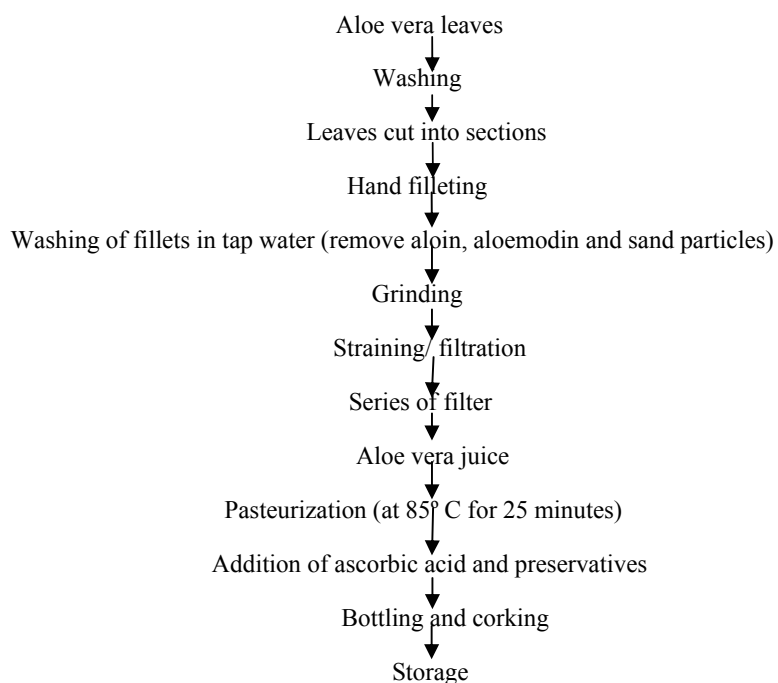 Aloe vera leaves
Washing
Leaves cut into sections
Hand filleting
Washing of fillets in tap water (remove aloin, aloemodin and sand particles)
Grinding
Straining/ filtration
Series of filter
Aloe vera juice
Pasteurization (at 85º C for 25 minutes)
Addition of ascorbic acid and preservatives
Bottling and corking
Storage